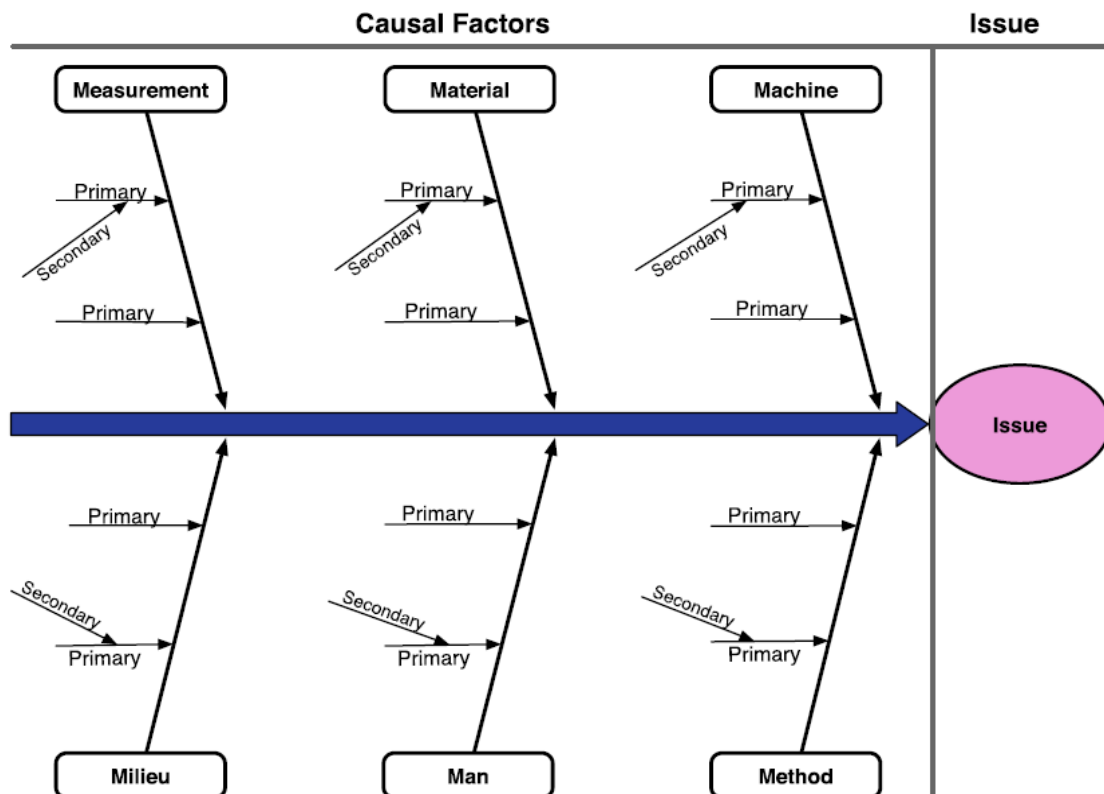 Causal Factors
Issue
Measurement
Material
Machine
Primary
Secondary
Primary
Primary
Secondary
Primary
Primary
Secondary
Primary
Issue
Primary
Secondary
Primary
Primary
Secondary
Primary
Primary
Secondary
Primary
Milieu
Man
Method